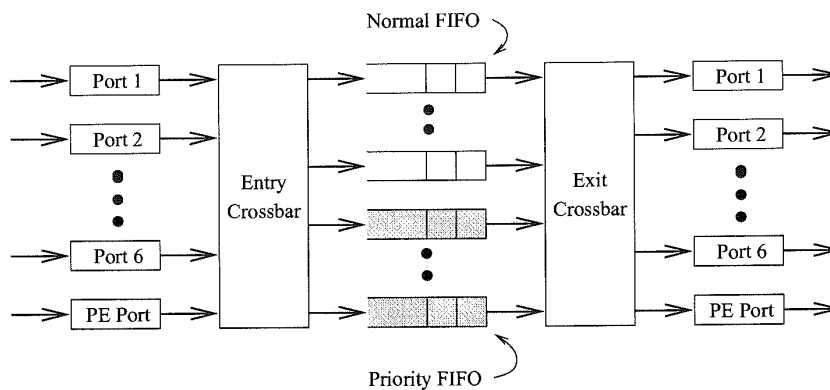 Normal FIFO
Port 1
Port 2
Port 6
PE Port
Entry
Crossbar
Exit
Crossbar
Port 1
Port 2
Port 6
PE Port
Priority FIFO